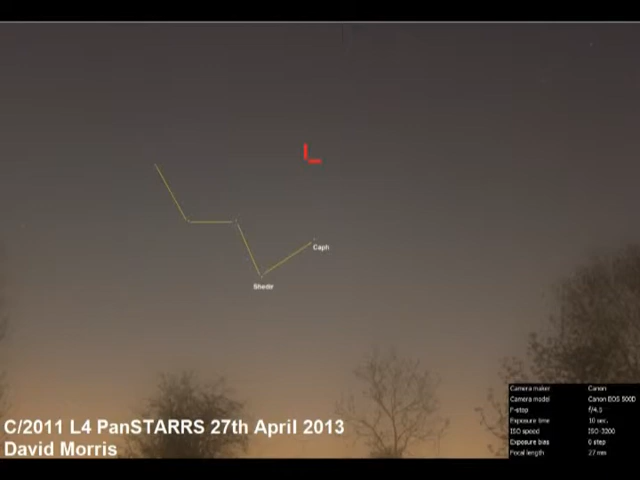 Caph
Shedir
C/2011 L4 PanSTARRS 27th April 2013
David Morris
Camera maker Canon
Camera model Canon EOS 500D
F-stop f/4.5
Exposure time 10 sec.
ISO speed ISO-3200
Exposure bias 0 step
Focal length 27 mm